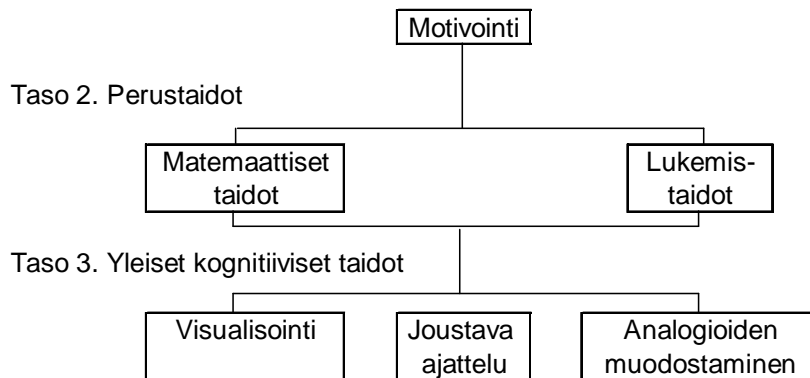 Motivointi
Taso 2. Perustaidot
Matemaattiset
taidot
Lukemis-
taidot
Taso 3. Yleiset kognitiiviset taidot
Visualisointi
Joustava
ajattelu
Analogioiden
muodostaminen